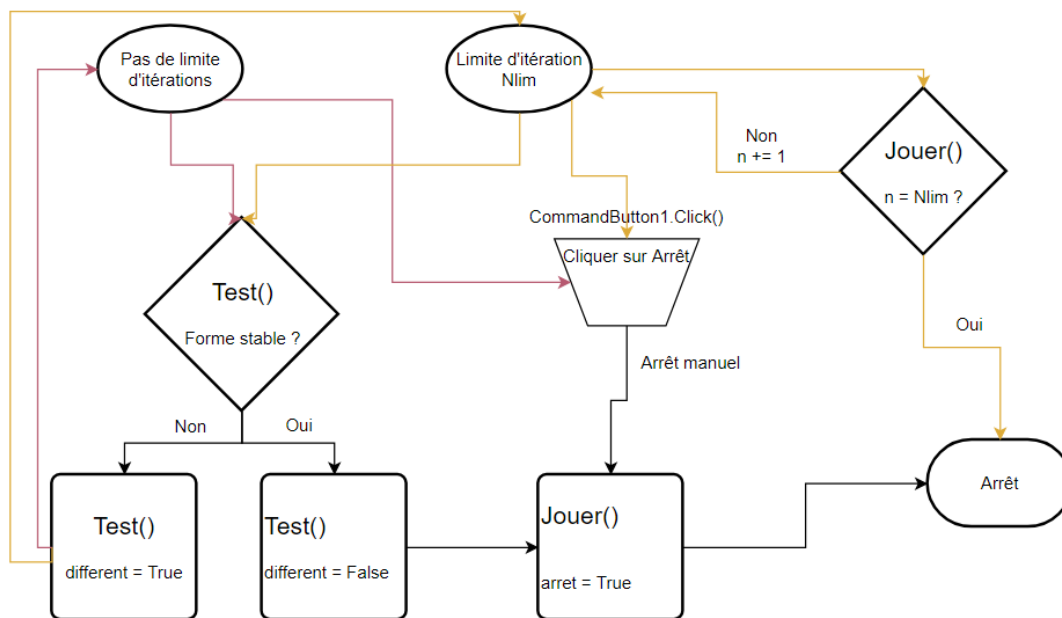 Pas de limite
d'itérations
Limite d'itération
Nlim
Non
n += 1
Jouer()
n = Nlim ?
CommandButton1.Click()
Cliquer sur Arrêt
Test()
Forme stable ?
Oui
Arrêt manuel
Non
Oui
Arrêt
Test()
different = True
Test()
different = False
Jouer()
arret = True